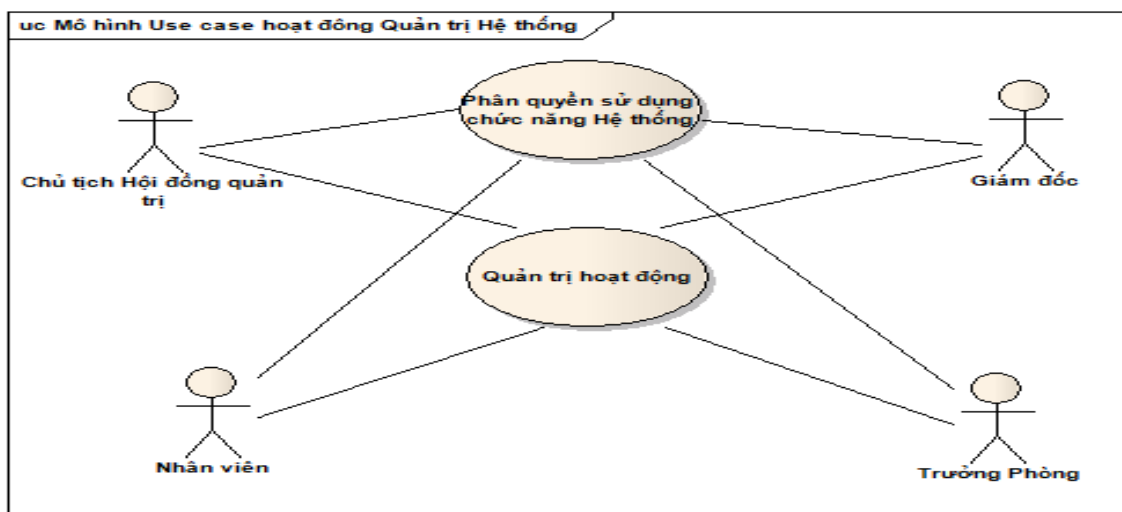 uc Mô hình Use case hoạt đông Quản trị Hệ thống
Phân quyền sử dụng
chức năng Hệ thống
Chủ tịch Hội đồng quản
trị
Giám đốc
Quản trị hoạt động
Nhân viên
Trưởng Phòng